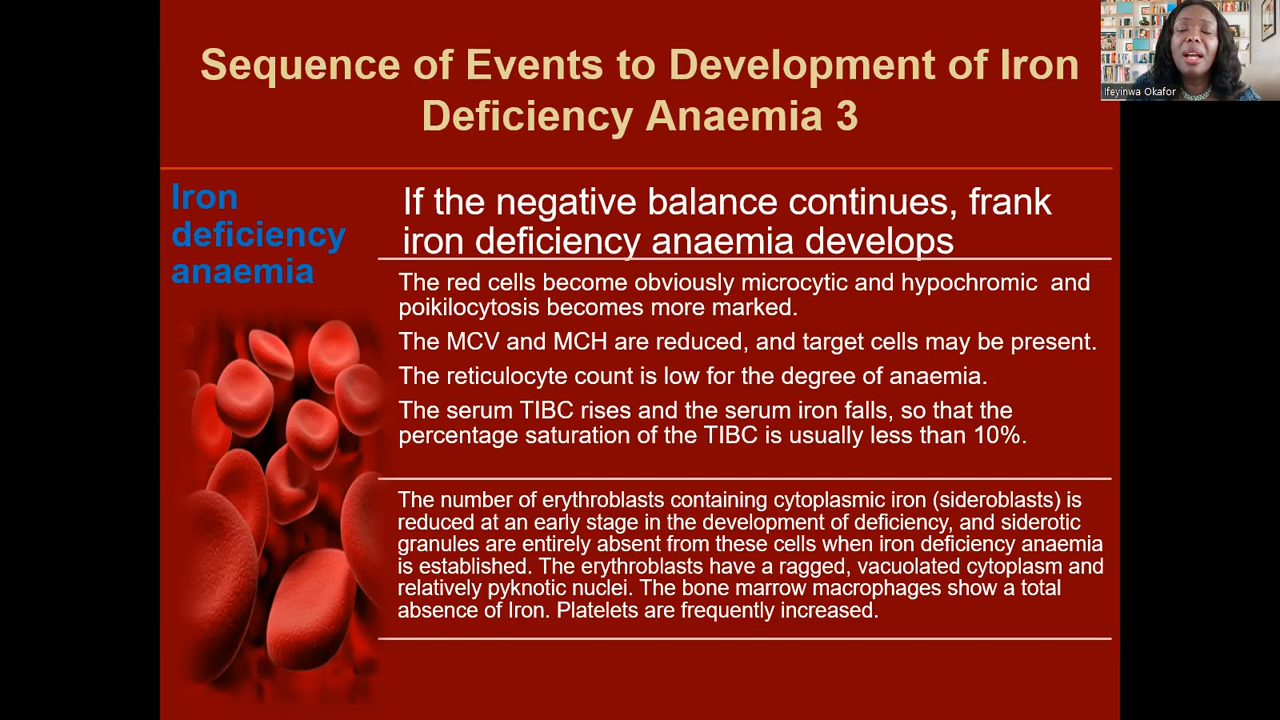 Sequence of Events to Development of Iron
Deficiency Anaemia 3
Ifeyinwa Okafor
Iron
deficiency
anaemia
If the negative balance continues, frank
iron deficiency anaemia develops
The red cells become obviously microcytic and hypochromic and
poikilocytosis becomes more marked.
The MCV and MCH are reduced, and target cells may be present.
The reticulocyte count is low for the degree of anaemia.
The serum TIBC rises and the serum iron falls, so that the
percentage saturation of the TIBC is usually less than 10%.
The number of erythroblasts containing cytoplasmic iron (sideroblasts) is
reduced at an early stage in the development of deficiency, and siderotic
granules are entirely absent from these cells when iron deficiency anaemia
is established. The erythroblasts have a ragged, vacuolated cytoplasm and
relatively pyknotic nuclei. The bone marrow macrophages show a total
absence of Iron. Platelets are frequently increased.